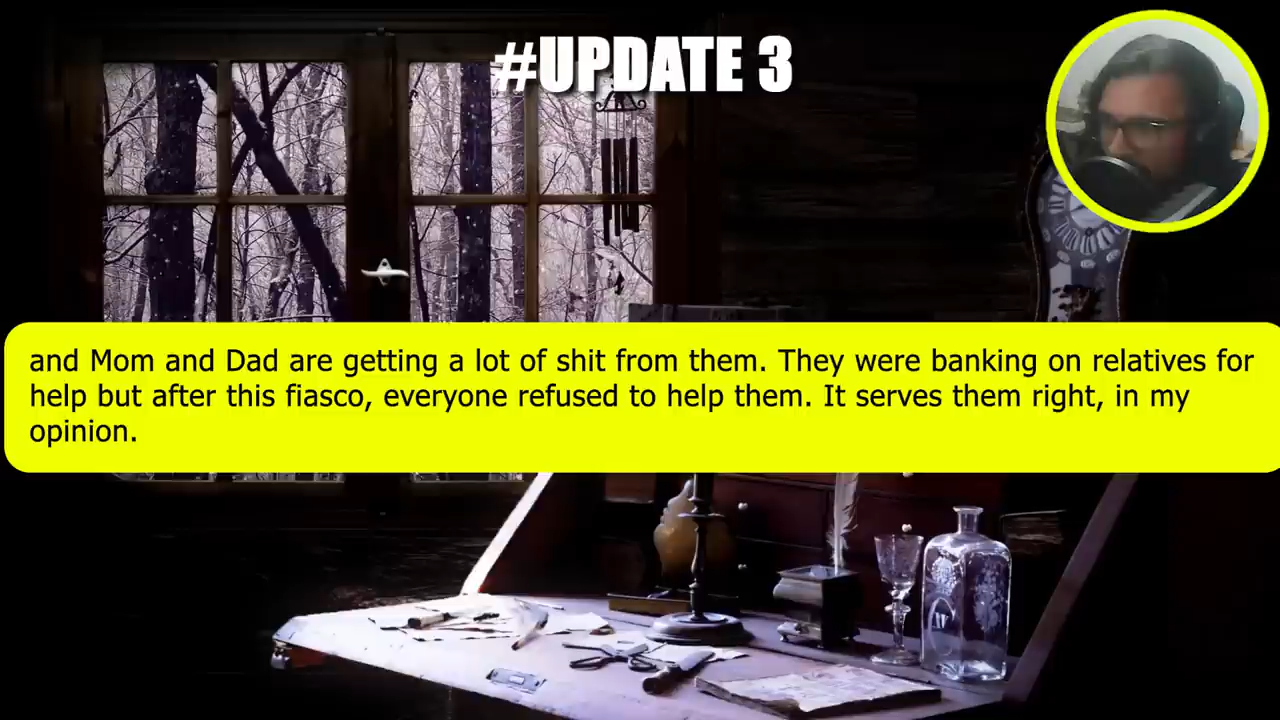 #UPDATE 3
and Mom and Dad are getting a lot of shit from them. They were banking on relatives for
help but after this fiasco, everyone refused to help them. It serves them right, in my
opinion.